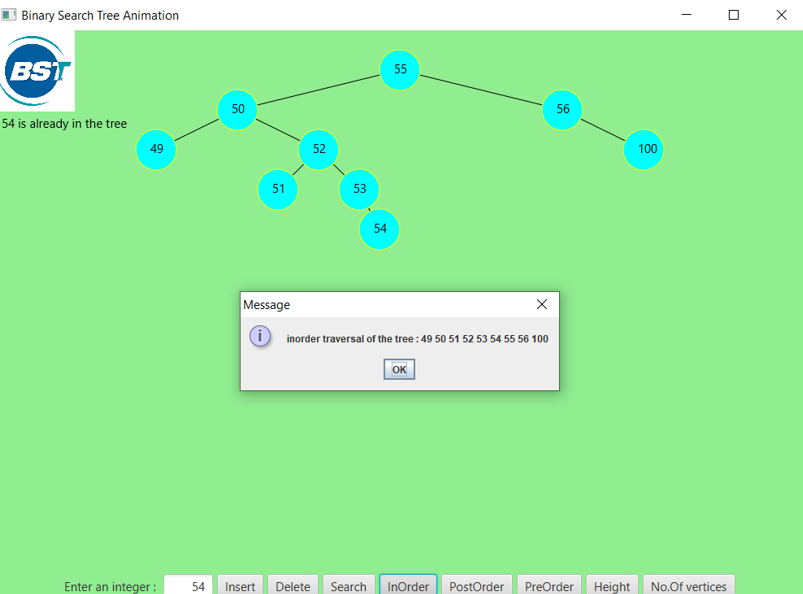 Binary Search Tree Animation
BST
54 is already in the tree
55
50
56
49
52
100
51
53
54
Message
inorder traversal of the tree : 49 50 51 52 53 54 55 56 100
OK
Enter an integer : 54 Insert Delete Search InOrder PostOrder PreOrder Height No.Of vertices